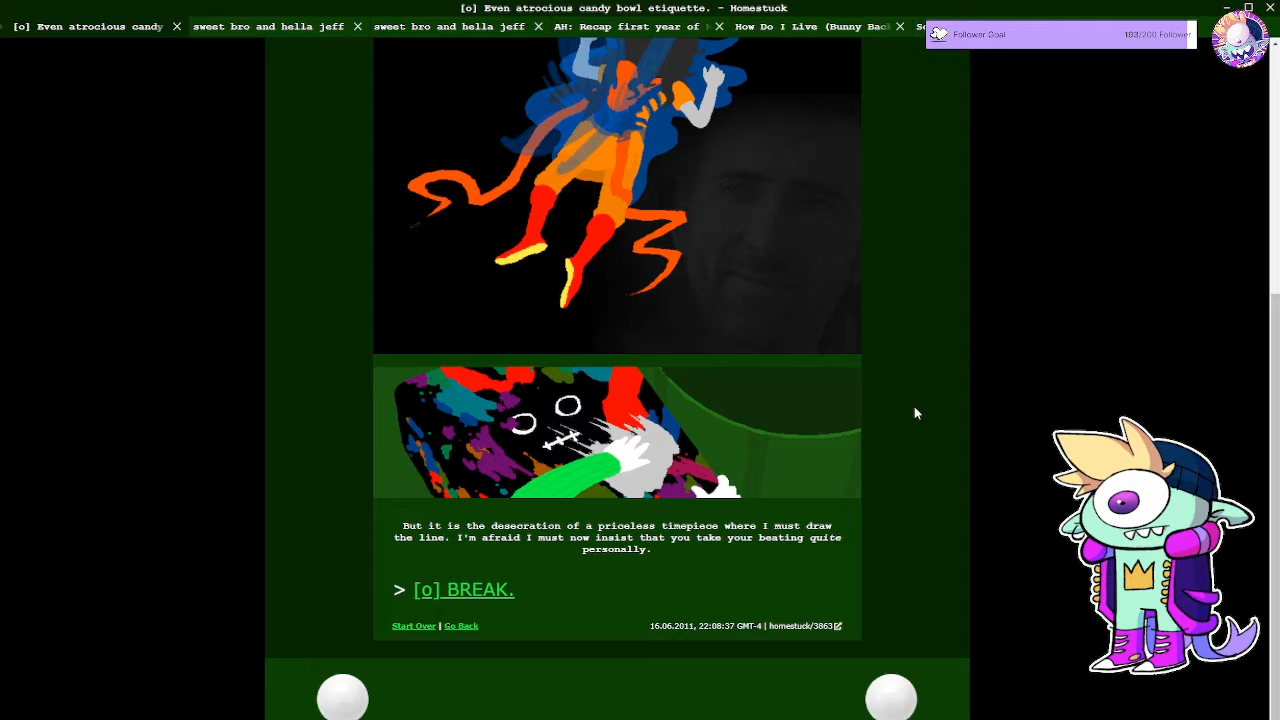 [o] Even atrocious candy bowl etiquette. - Homestuck
[o] Even atrocious candy
sweet bro and hella jeff
sweet bro and hella jeff
AH: Recap first year of
How Do I Live (Bunny Bac
Follower Goal
193/200 Follower
But it is the desecration of a priceless timepiece where I must draw
the line. I'm afraid I must now insist that you take your beating quite
personally.
> [o] BREAK.
Start Over | Go Back
16.06.2011, 22:08:37 GMT-4 | homestuck/3863